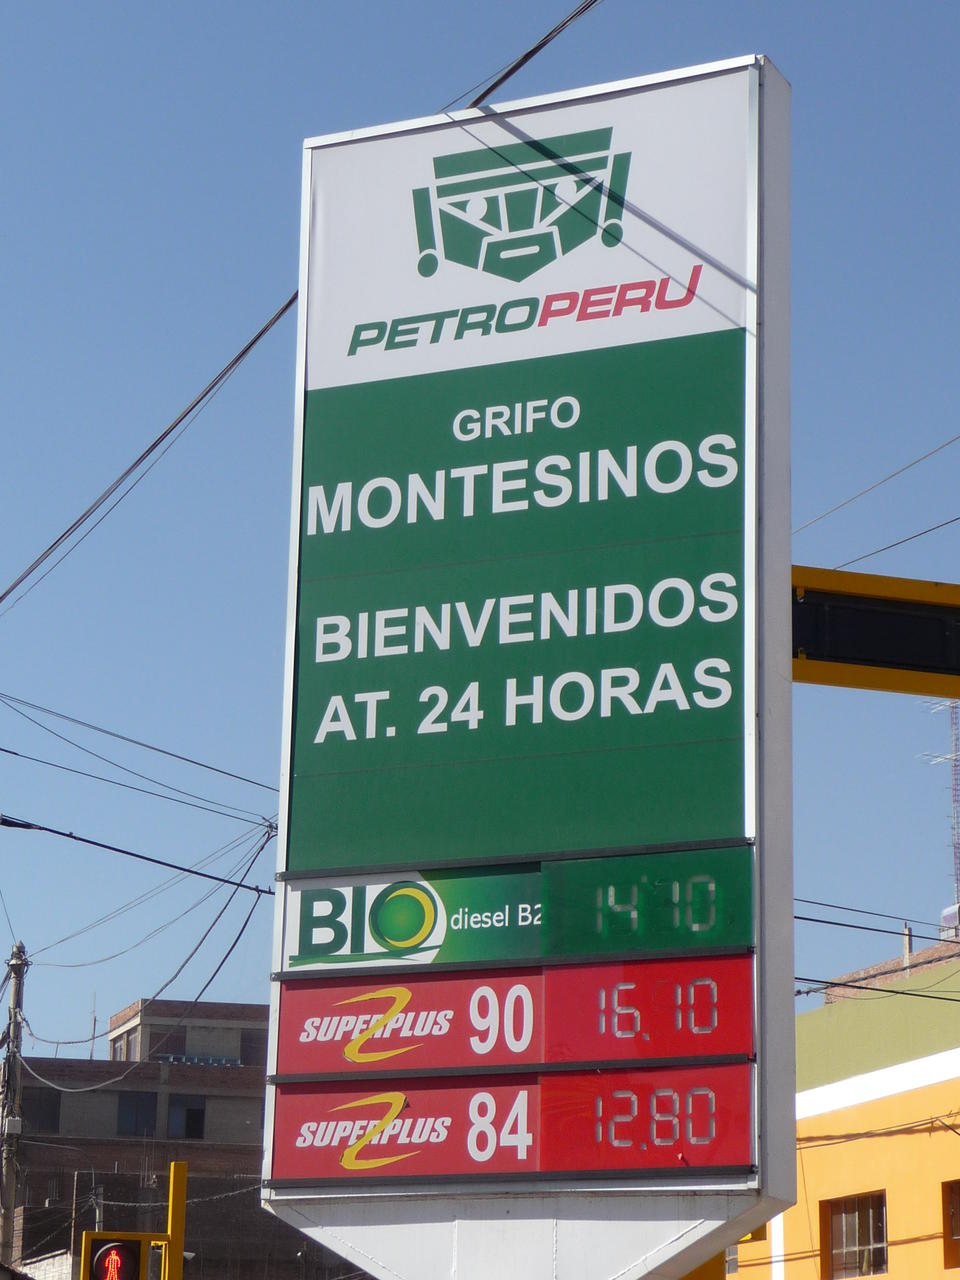 PETROPERU
GRIFO
MONTESINOS
BIENVENIDOS
AT. 24 HORAS
BIO diesel B2 14.10
SUPERPLUS 90 16.10
SUPERPLUS 84 12.80